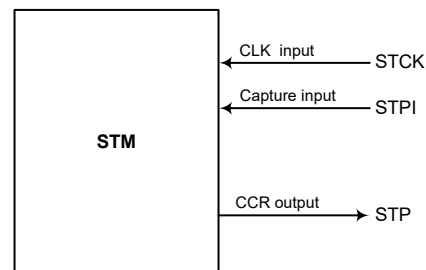 CLK input
STCK
Capture input
STPI
STM
CCR output
STP